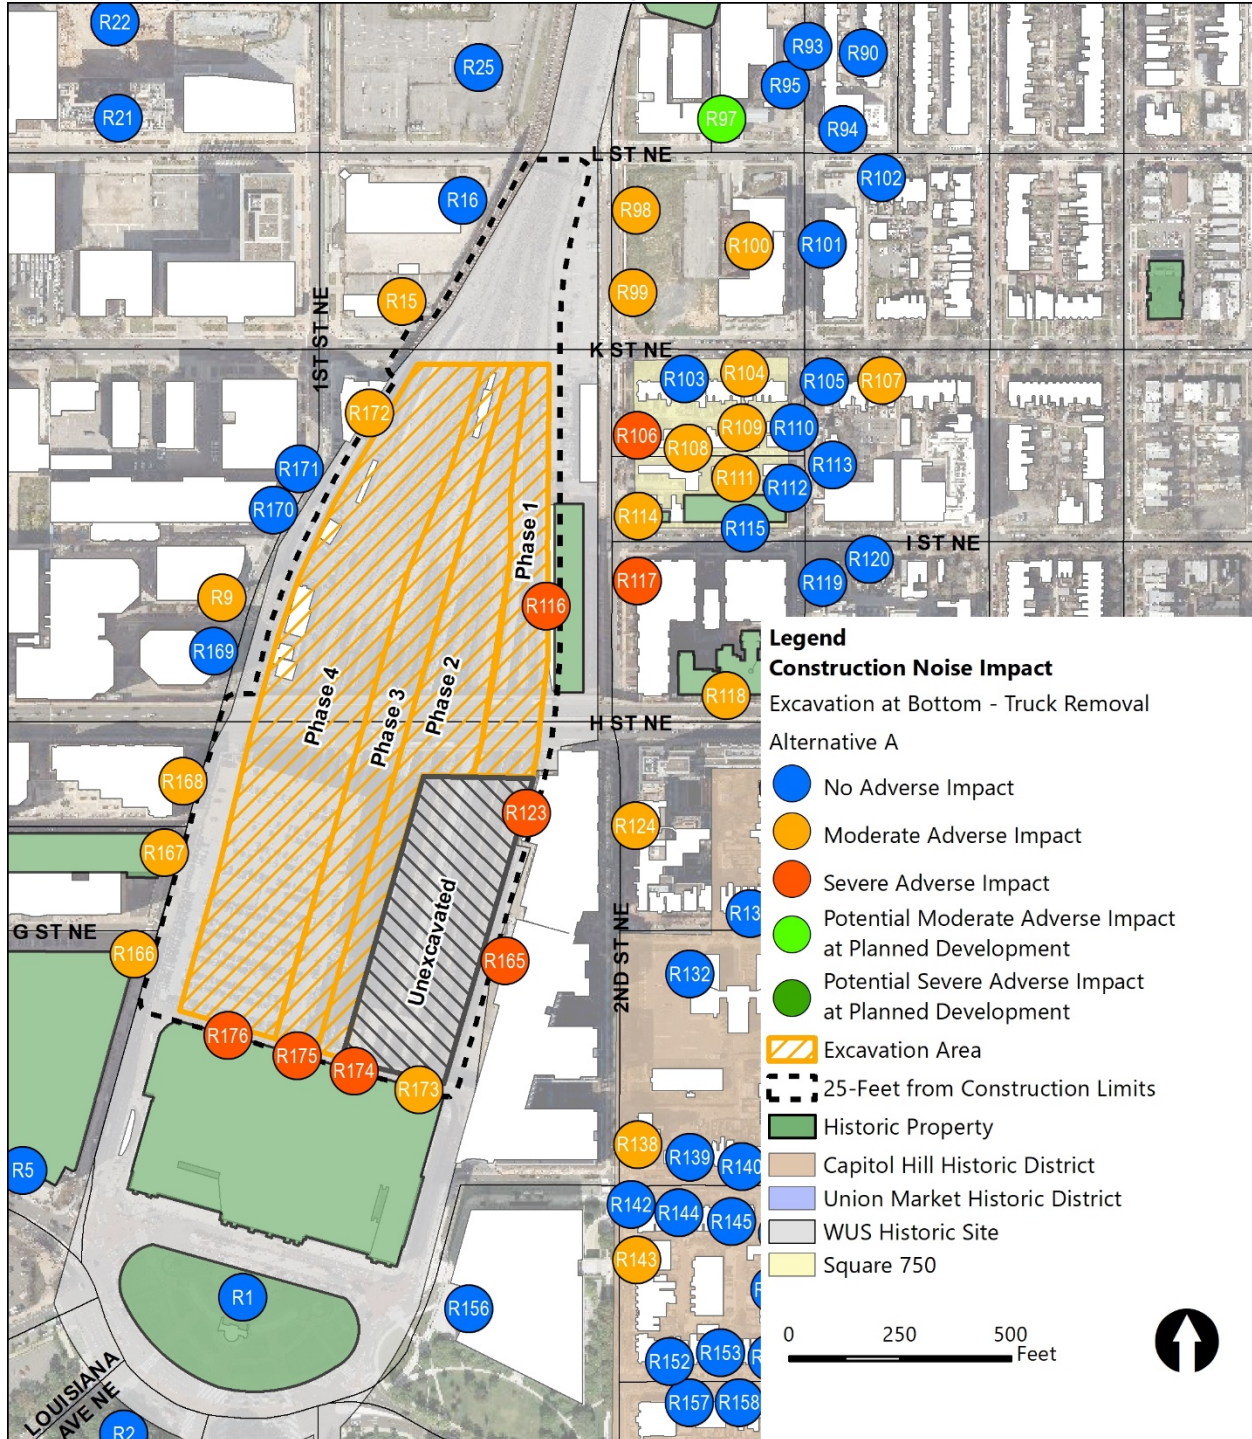 R22
R25
R93
R90
R95
R21
R97
R94
L ST NE
R102
R16
R98
R100
R101
R15
R99
1ST ST NE
K ST NE
R103
R104
R105
R107
R172
R106
R109
R110
R108
R171
R113
R111
R112
R170
R114
R115
Phase 1
I ST NE
R120
R117
R119
R9
R116
R169
Legend
Construction Noise Impact
Excavation at Bottom - Truck Removal
Alternative A
No Adverse Impact
Moderate Adverse Impact
Severe Adverse Impact
Potential Moderate Adverse Impact
at Planned Development
Potential Severe Adverse Impact
at Planned Development
Excavation Area
25-Feet from Construction Limits
Historic Property
Capitol Hill Historic District
Union Market Historic District
WUS Historic Site
Square 750
0 250 500
Feet
Phase 4
Phase 3
Phase 2
R118
H ST NE
R168
R123
R124
R167
Unexcavated
R13
G ST NE
R166
R165
R132
2ND ST NE
R176
R175
R174
R173
R138
R139
R140
R5
R142
R144
R145
R143
R1
R156
R152
R153
R157
R158
LOUISIANA
AVE NE
R2